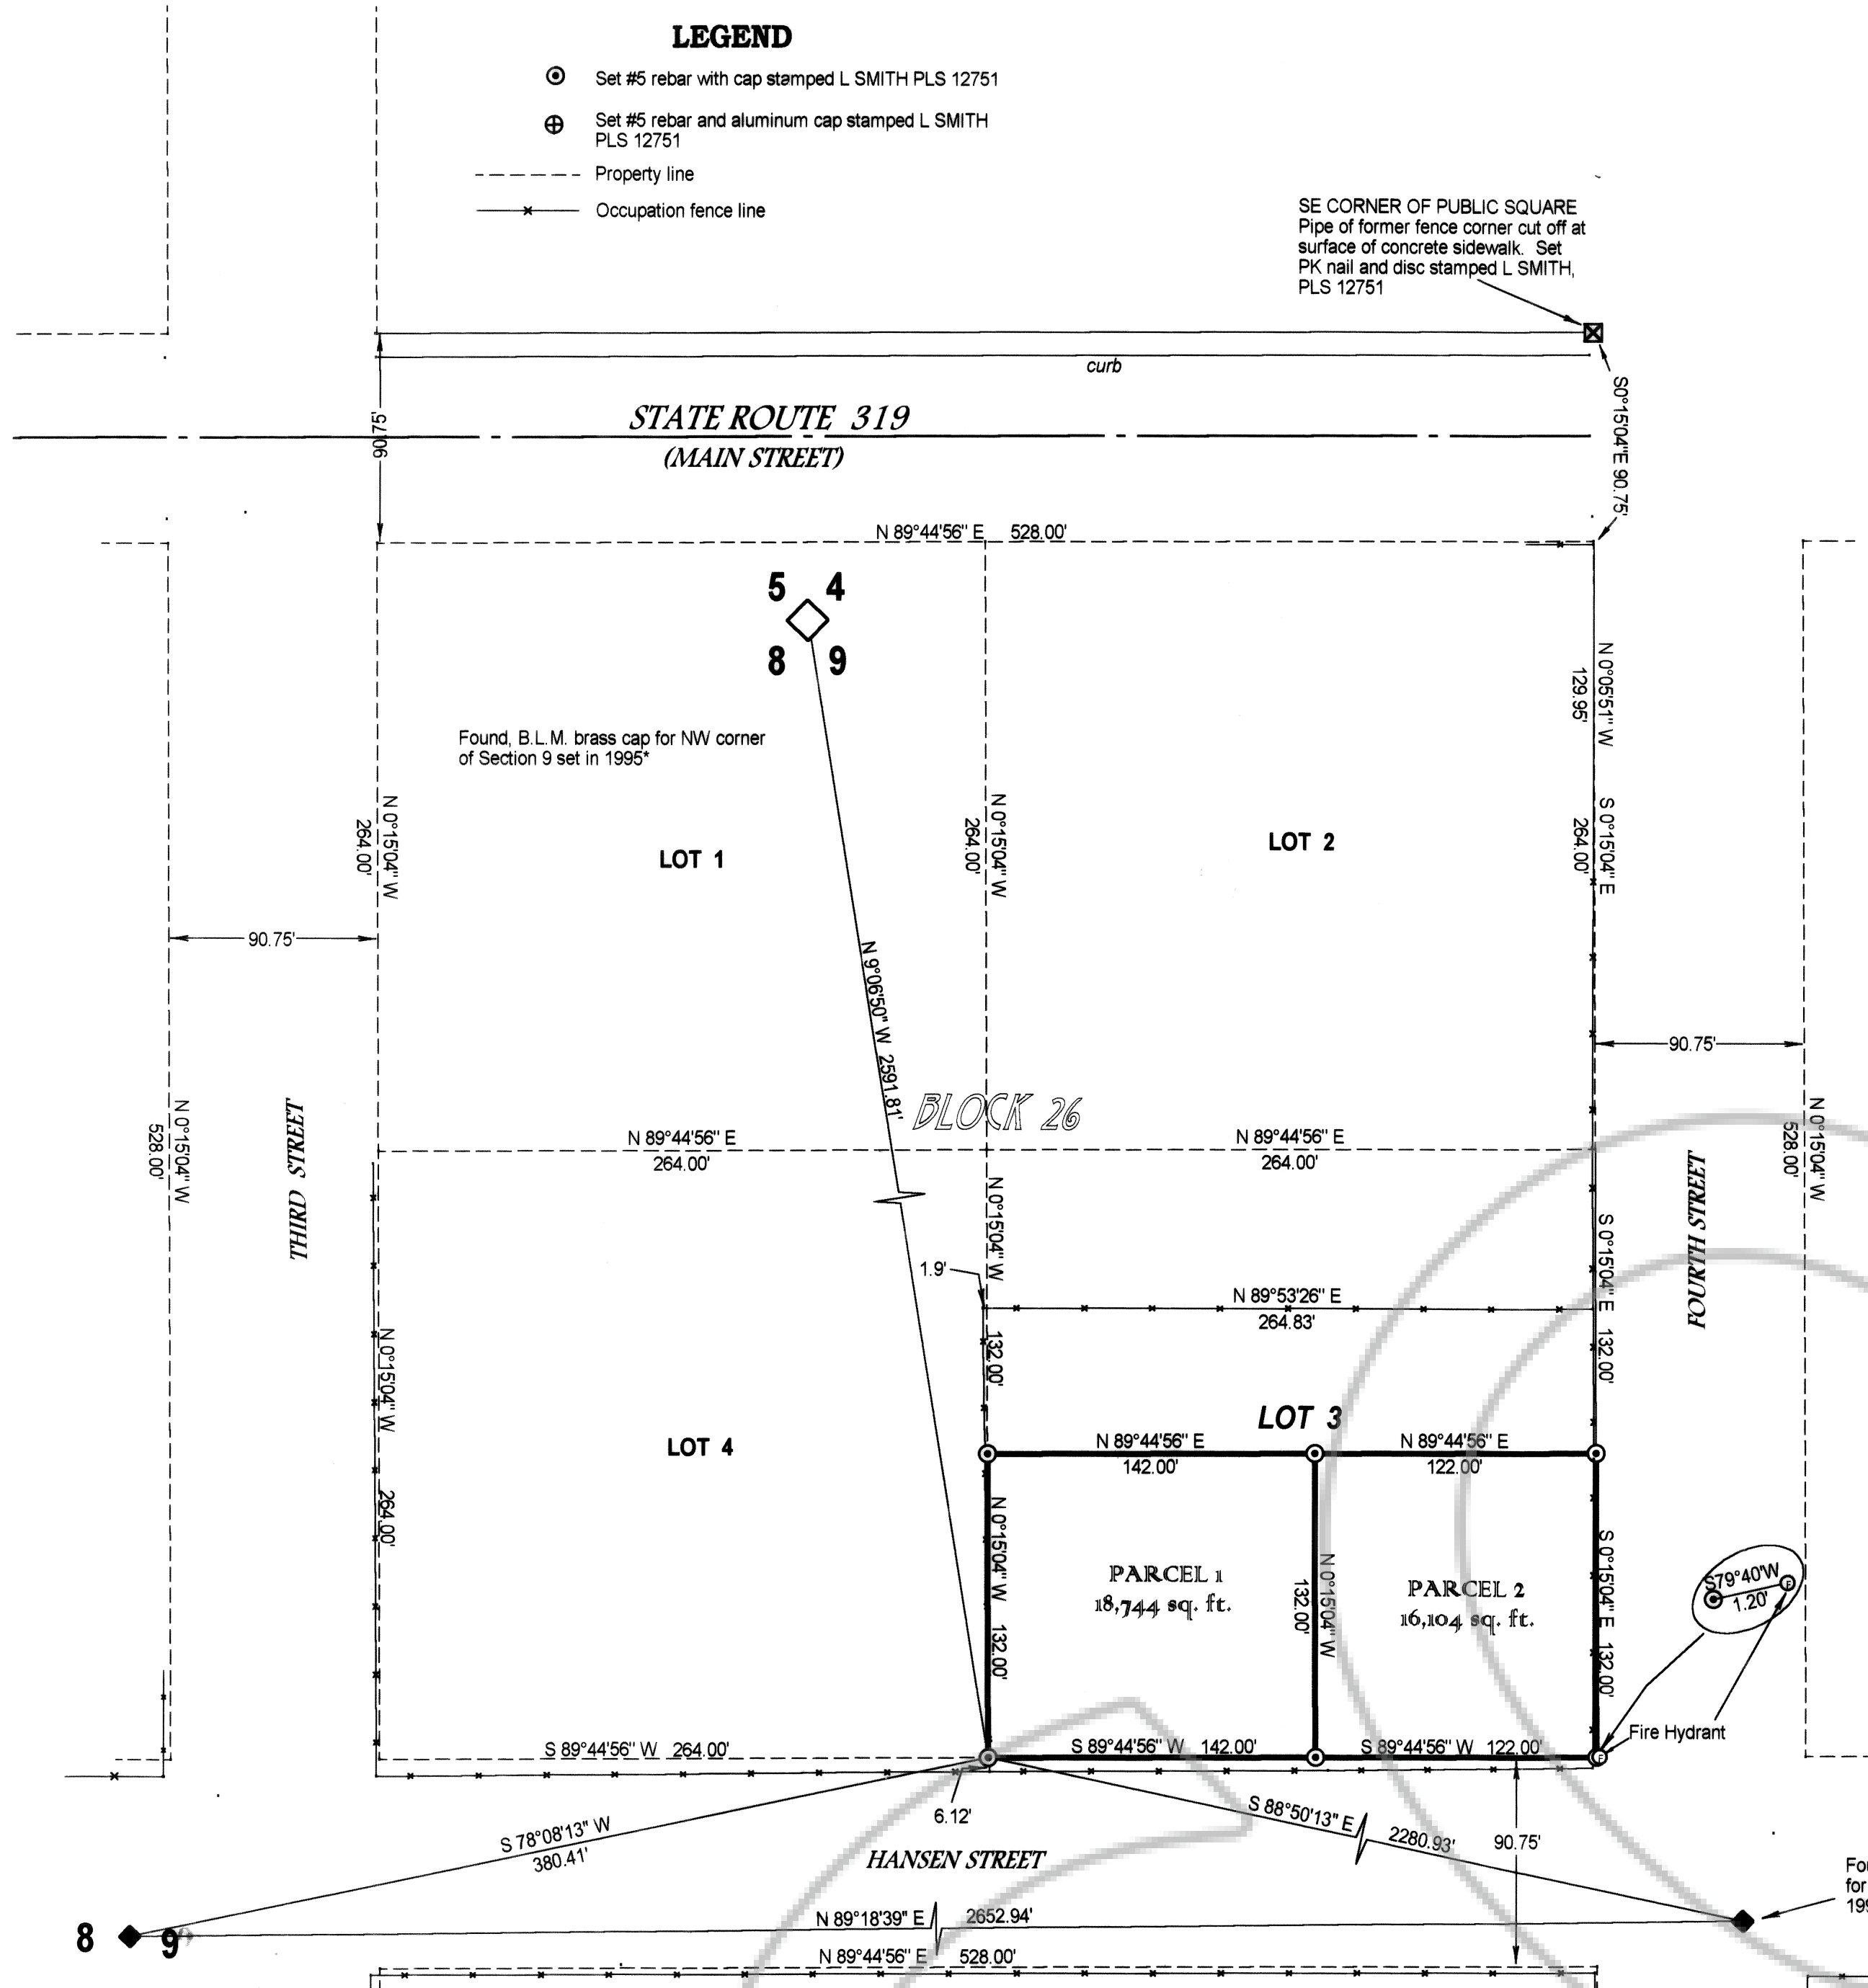 LEGEND
Set #5 rebar with cap stamped L SMITH PLS 12751
Set #5 rebar and aluminum cap stamped L SMITH
PLS 12751
Property line
Occupation fence line
SE CORNER OF PUBLIC SQUARE
Pipe of former fence corner cut off at
surface of concrete sidewalk. Set
PK nail and disc stamped L SMITH,
PLS 12751
curb
90.75'
STATE ROUTE 319
(MAIN STREET)
S0°15'04"E 90.75'
N 89°44'56" E 528.00'
5 4
8 9
N 0°05'51" W
129.95'
Found, B.L.M. brass cap for NW corner
of Section 9 set in 1995*
N 0°15'04" W
264.00'
N 0°15'04" W
264.00'
S 0°15'04" E
264.00'
LOT 1
LOT 2
90.75'
N 9°06'50" W 2591.81'
90.75'
BLOCK 26
N 0°15'04" W
528.00'
THIRD STREET
N 89°44'56" E
264.00'
N 89°44'56" E
264.00'
FOURTH STREET
N 0°15'04" W
528.00'
N 0°15'04" W 132.00'
S 0°15'04" E 132.00'
1.9'
N 89°53'26" E
264.83'
N 0°15'04" W 264.00'
LOT 4
LOT 3
N 89°44'56" E
142.00'
N 89°44'56" E
122.00'
N 0°15'04" W 132.00'
PARCEL 1
18,744 sq. ft.
N 0°15'04" W
132.00'
PARCEL 2
16,104 sq. ft.
S 0°15'04" E 132.00'
S79°40'W
1.20'
F
Fire Hydrant
F
S 89°44'56" W 264.00'
S 89°44'56" W 142.00'
S 89°44'56" W 122.00'
6.12'
S 78°08'13" W
380.41'
HANSEN STREET
S 88°50'13" E 2280.93'
90.75'
Fou
for
199
8 9
N 89°18'39" E 2652.94'
N 89°44'56" E 528.00'